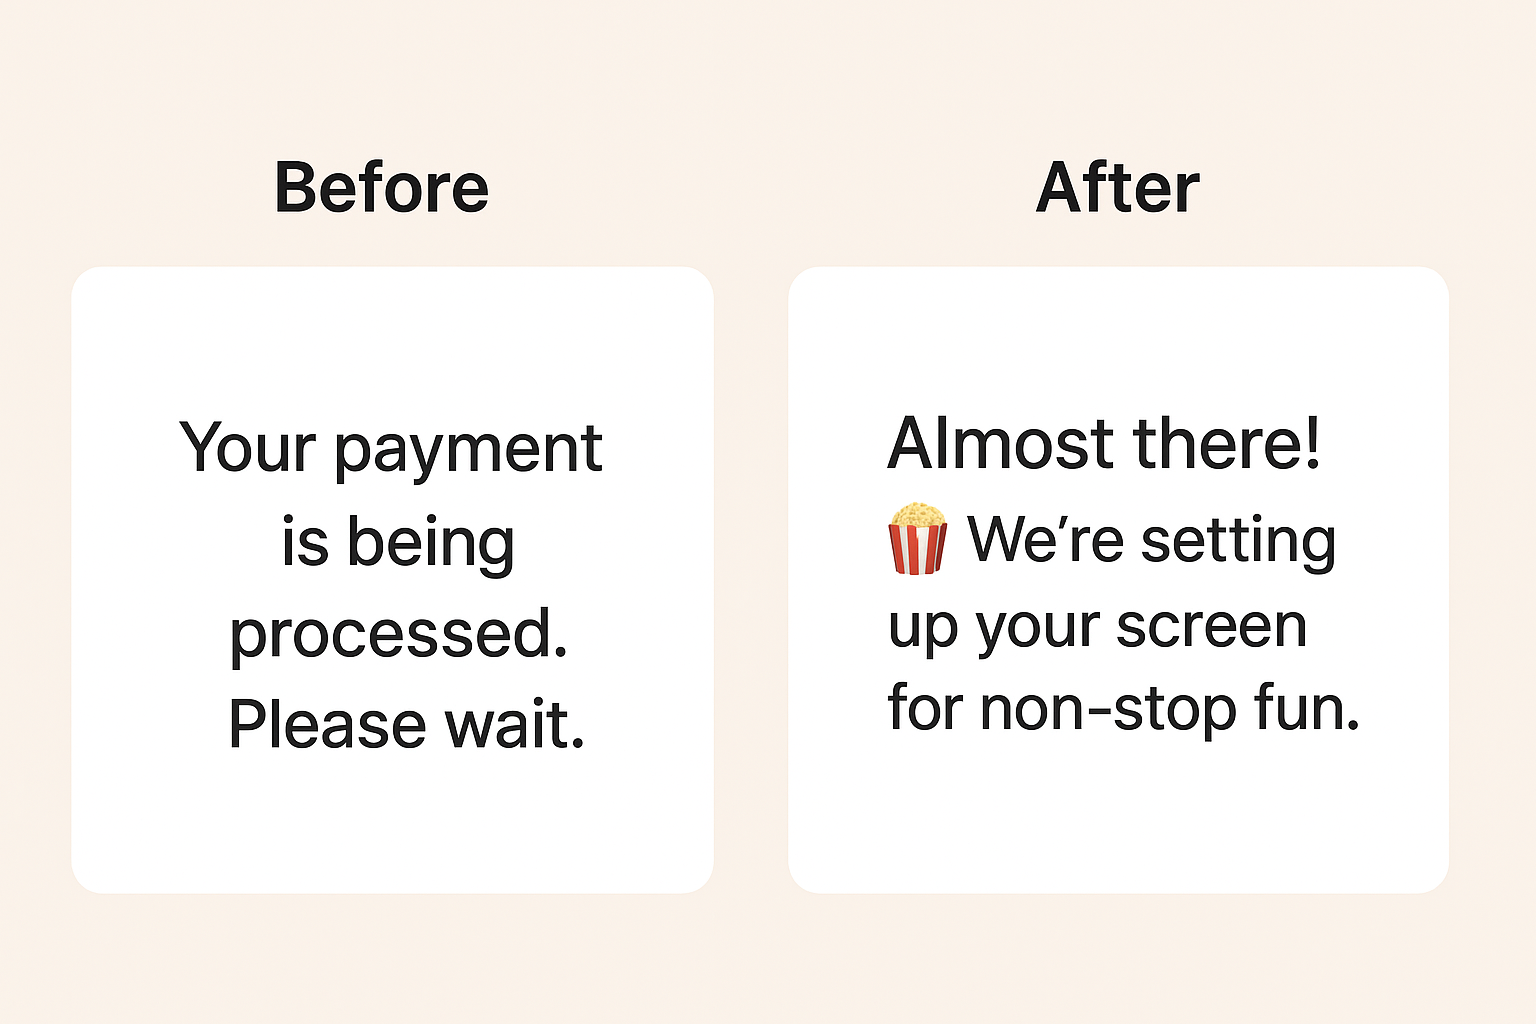 Before
Your payment
is being
processed.
Please wait.
After
Almost there!
🍿 We’re setting
up your screen
for non-stop fun.